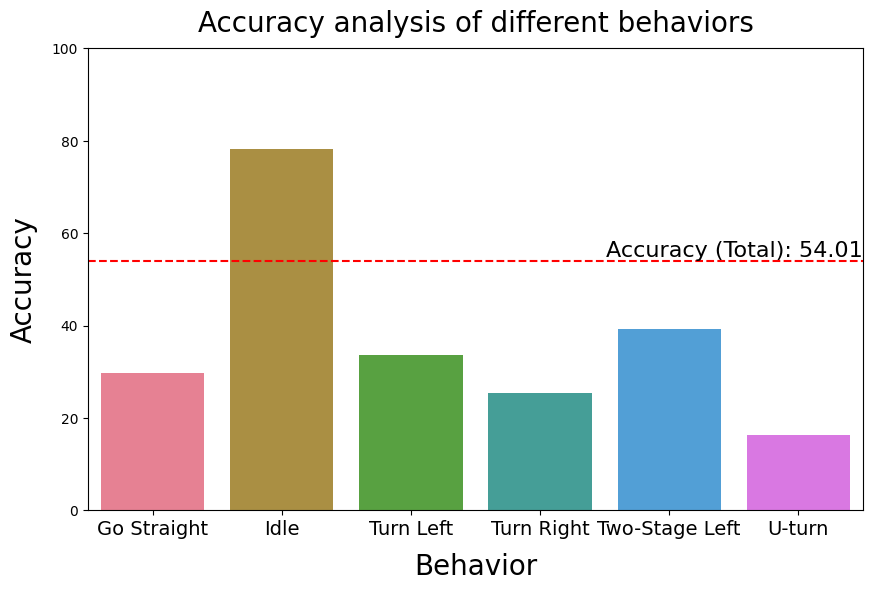 Accuracy analysis of different behaviors
100
80
60
40
20
0
Accuracy
Accuracy (Total): 54.01
Go Straight Idle Turn Left Turn Right Two-Stage Left U-turn
Behavior